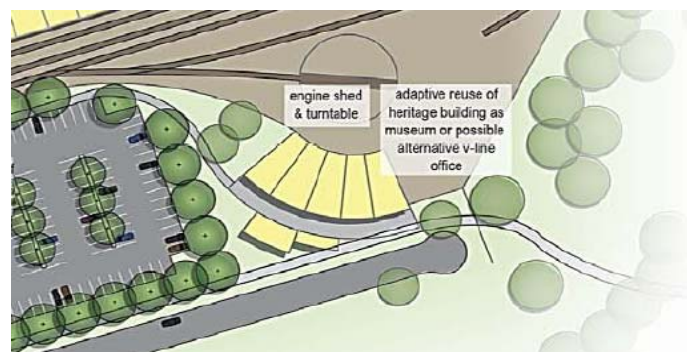 engine shed
& turntable
adaptive reuse of
heritage building as
museum or possible
alternative v-line
office